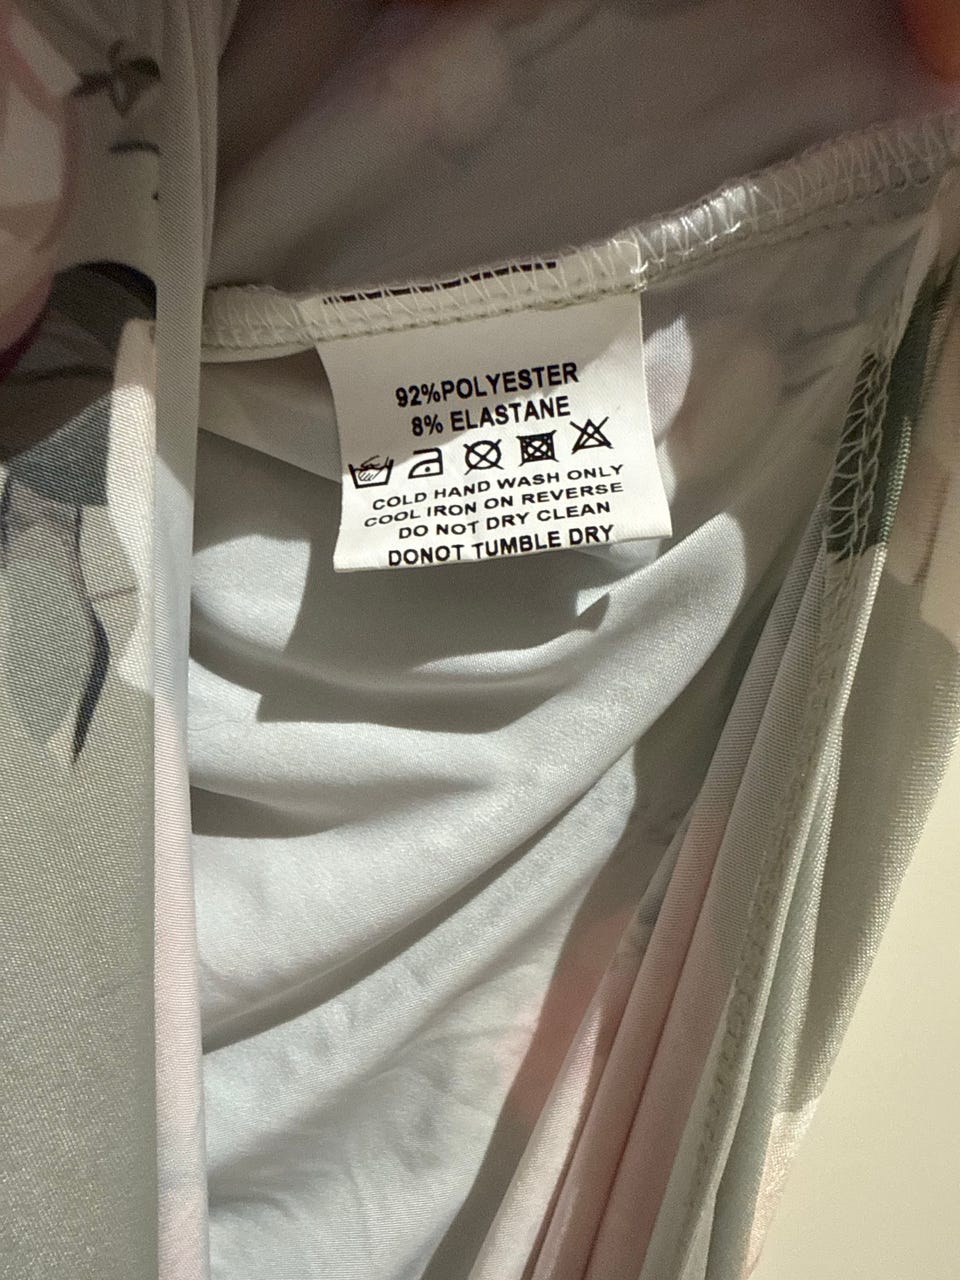 92%POLYESTER
8% ELASTANE
COLD HAND WASH ONLY
COOL IRON ON REVERSE
DO NOT DRY CLEAN
DONOT TUMBLE DRY